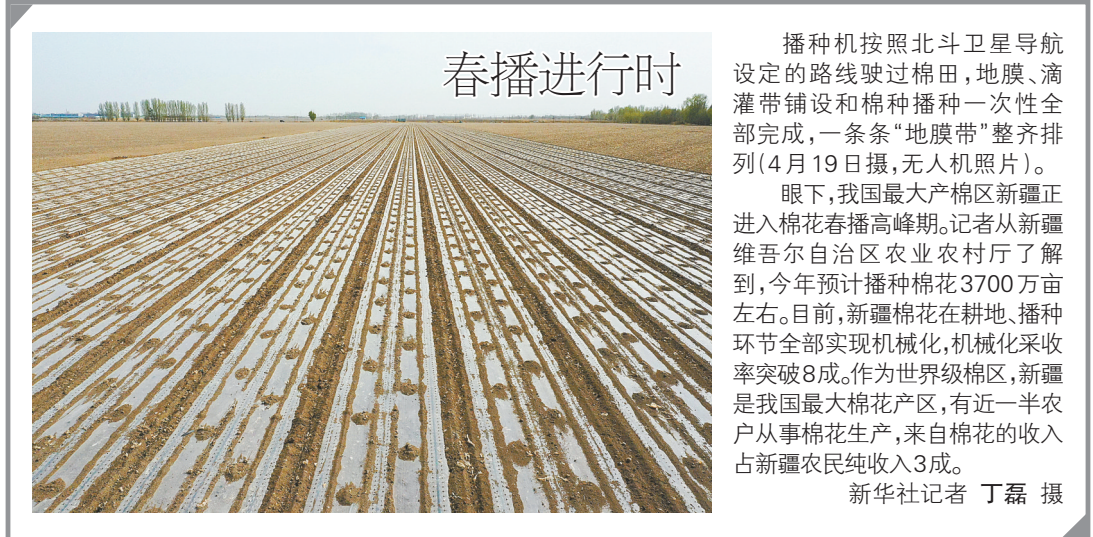 春播进行时
播种机按照北斗卫星导航
设定的路线驶过棉田，地膜、滴
灌带铺设和棉种播种一次性全
部完成，一条条“地膜带”整齐排
列（4月19日摄，无人机照片）。
眼下，我国最大产棉区新疆正
进入棉花春播高峰期。记者从新疆
维吾尔自治区农业农村厅了解
到，今年预计播种棉花3700万亩
左右。目前，新疆棉花在耕地、播种
环节全部实现机械化，机械化采收
率突破8成。作为世界级棉区，新疆
是我国最大棉花产区，有近一半农
户从事棉花生产，来自棉花的收入
占新疆农民纯收入3成。
新华社记者 丁磊 摄